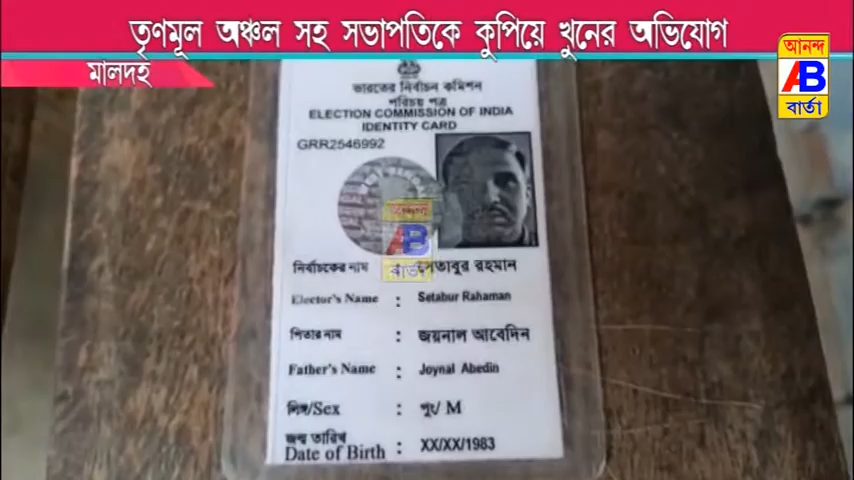 তৃণমূল অঞ্চল সহ সভাপতিকে কুপিয়ে খুনের অভিযোগ
মালদহ
আনন্দ
AB
বার্তা
ভারতের নির্বাচন কমিশন
পরিচয় পত্র
ELECTION COMMISSION OF INDIA
IDENTITY CARD
GRR2546992
AB
বার্তা
নির্বাচকের নাম সেতাবুর রহমান
Elector's Name : Setabur Rahaman
পিতার নাম : জয়নাল আবেদিন
Father's Name : Joynal Abedin
লিঙ্গ/Sex : পুং/ M
জন্ম তারিখ
Date of Birth : XX/XX/1983